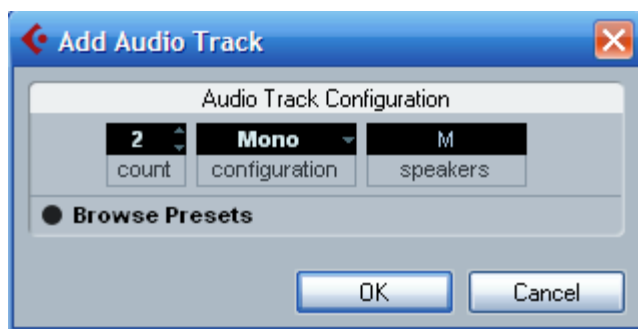 Add Audio Track
Audio Track Configuration
2 Mono M
count configuration speakers
Browse Presets
OK Cancel